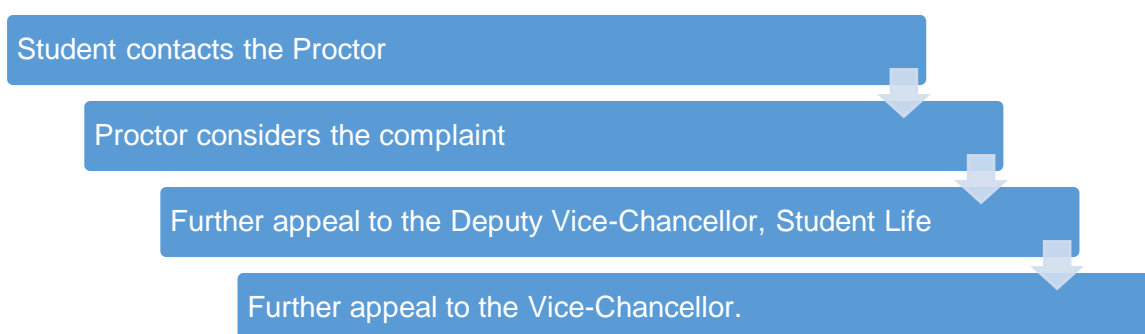 Student contacts the Proctor
Proctor considers the complaint
Further appeal to the Deputy Vice-Chancellor, Student Life
Further appeal to the Vice-Chancellor.